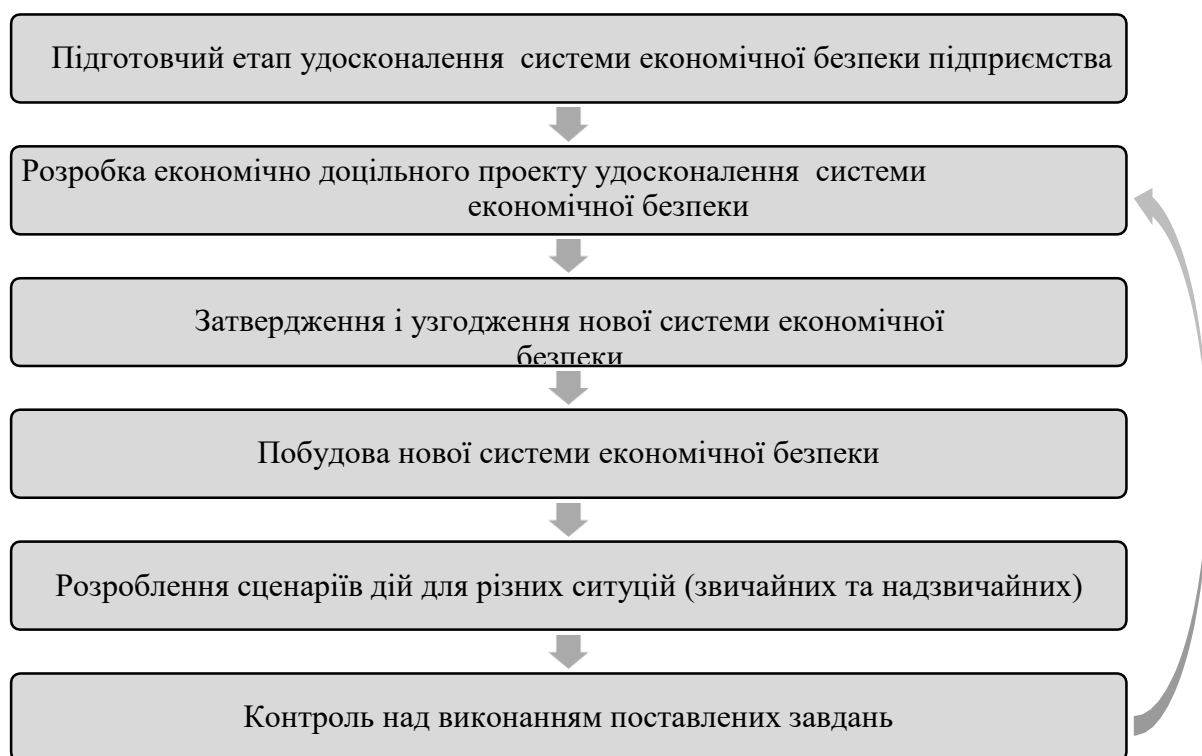 Підготовчий етап удосконалення системи економічної безпеки підприємства
Розробка економічно доцільного проекту удосконалення системи
економічної безпеки
Затвердження і узгодження нової системи економічної
безпеки
Побудова нової системи економічної безпеки
Розроблення сценаріїв дій для різних ситуцій (звичайних та надзвичайних)
Контроль над виконанням поставлених завдань